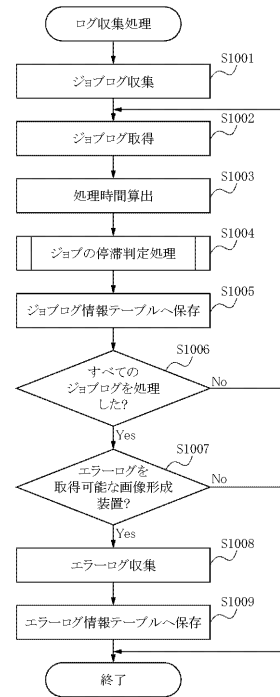 ログ収集処理
S1001
ジョブログ収集
S1002
ジョブログ取得
S1003
処理時間算出
S1004
ジョブの停滞判定処理
S1005
ジョブログ情報テーブルへ保存
S1006
すべての
ジョブログを処理
した?
No
Yes
S1007
エラーログを
取得可能な画像形成
装置?
No
Yes
S1008
エラーログ収集
S1009
エラーログ情報テーブルへ保存
終了